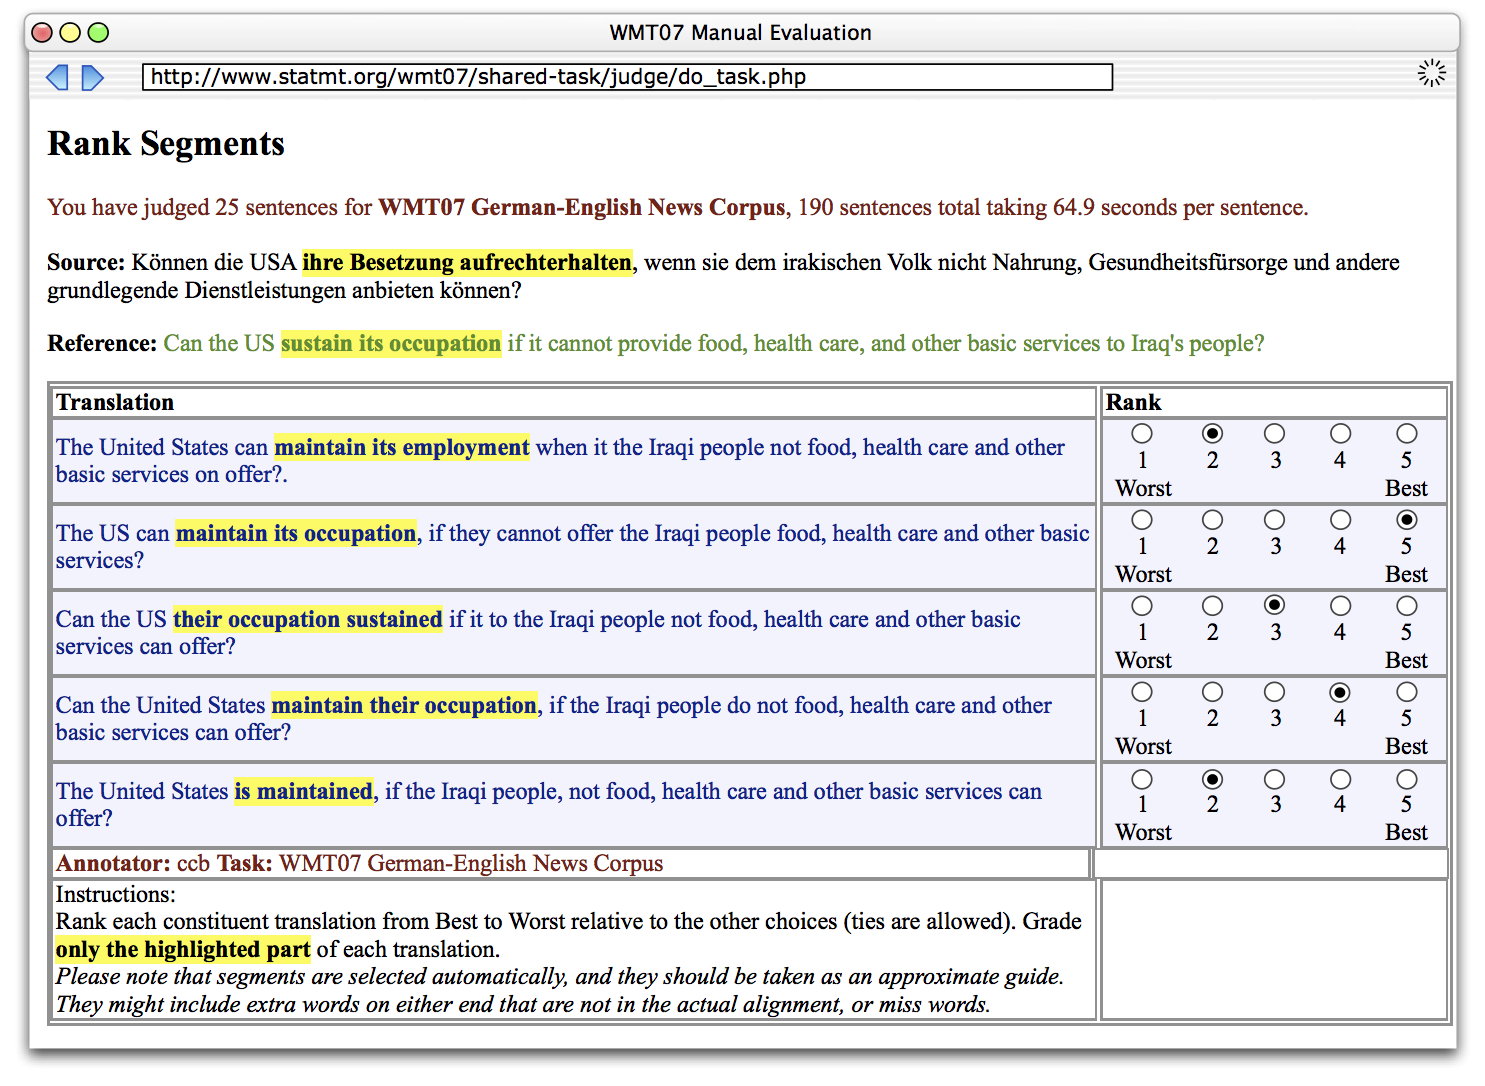 WMT07 Manual Evaluation
http://www.statmt.org/wmt07/shared-task/judge/do_task.php
Rank Segments
You have judged 25 sentences for WMT07 German-English News Corpus, 190 sentences total taking 64.9 seconds per sentence.
Source: Können die USA ihre Besetzung aufrechterhalten, wenn sie dem irakischen Volk nicht Nahrung, Gesundheitsfürsorge und andere
grundlegende Dienstleistungen anbieten können?
Reference: Can the US sustain its occupation if it cannot provide food, health care, and other basic services to Iraq's people?
Translation Rank
The United States can maintain its employment when it the Iraqi people not food, health care and other
basic services on offer?.
1 2 3 4 5
Worst Best
The US can maintain its occupation, if they cannot offer the Iraqi people food, health care and other basic
services?
1 2 3 4 5
Worst Best
Can the US their occupation sustained if it to the Iraqi people not food, health care and other basic
services can offer?
1 2 3 4 5
Worst Best
Can the United States maintain their occupation, if the Iraqi people do not food, health care and other
basic services can offer?
1 2 3 4 5
Worst Best
The United States is maintained, if the Iraqi people, not food, health care and other basic services can
offer?
1 2 3 4 5
Worst Best
Annotator: ccb Task: WMT07 German-English News Corpus
Instructions:
Rank each constituent translation from Best to Worst relative to the other choices (ties are allowed). Grade
only the highlighted part of each translation.
Please note that segments are selected automatically, and they should be taken as an approximate guide.
They might include extra words on either end that are not in the actual alignment, or miss words.